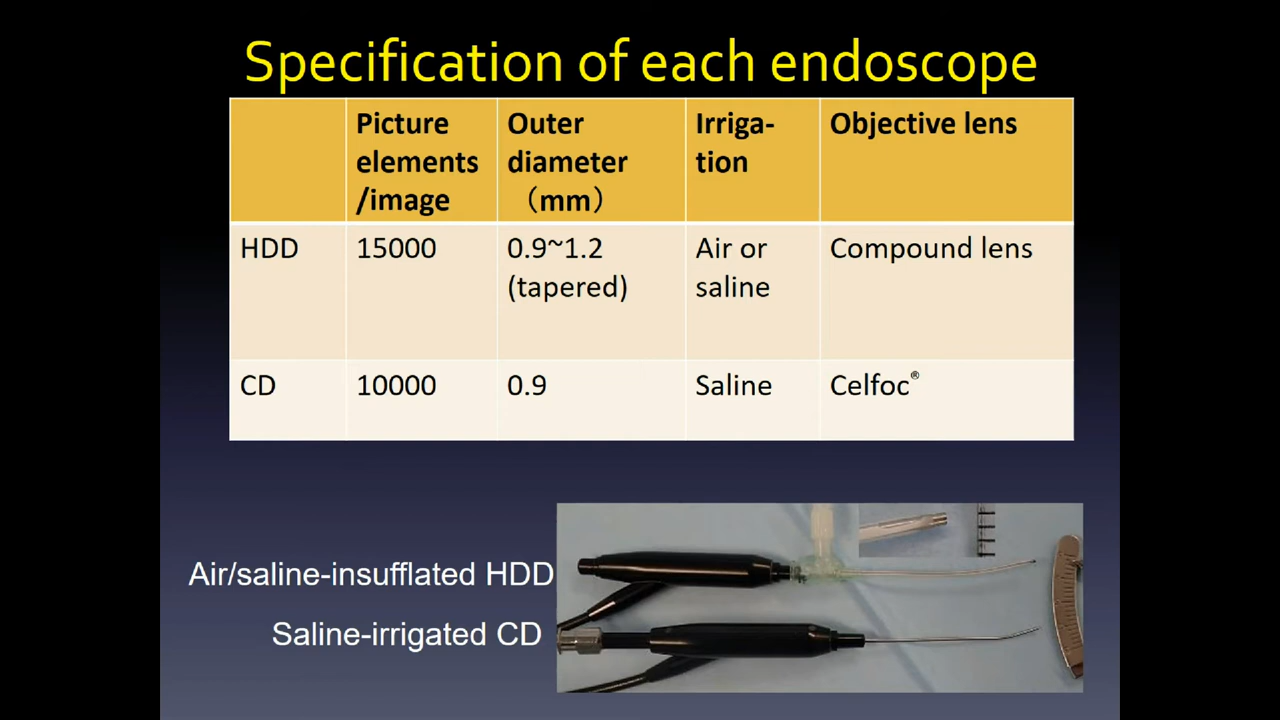 Specification of each endoscope
Picture elements /image
Outer diameter （mm）
Irriga-tion
Objective lens
HDD
15000
0.9~1.2 (tapered)
Air or saline
Compound lens
CD
10000
0.9
Saline
Celfoc®
Air/saline-insufflated HDD
Saline-irrigated CD